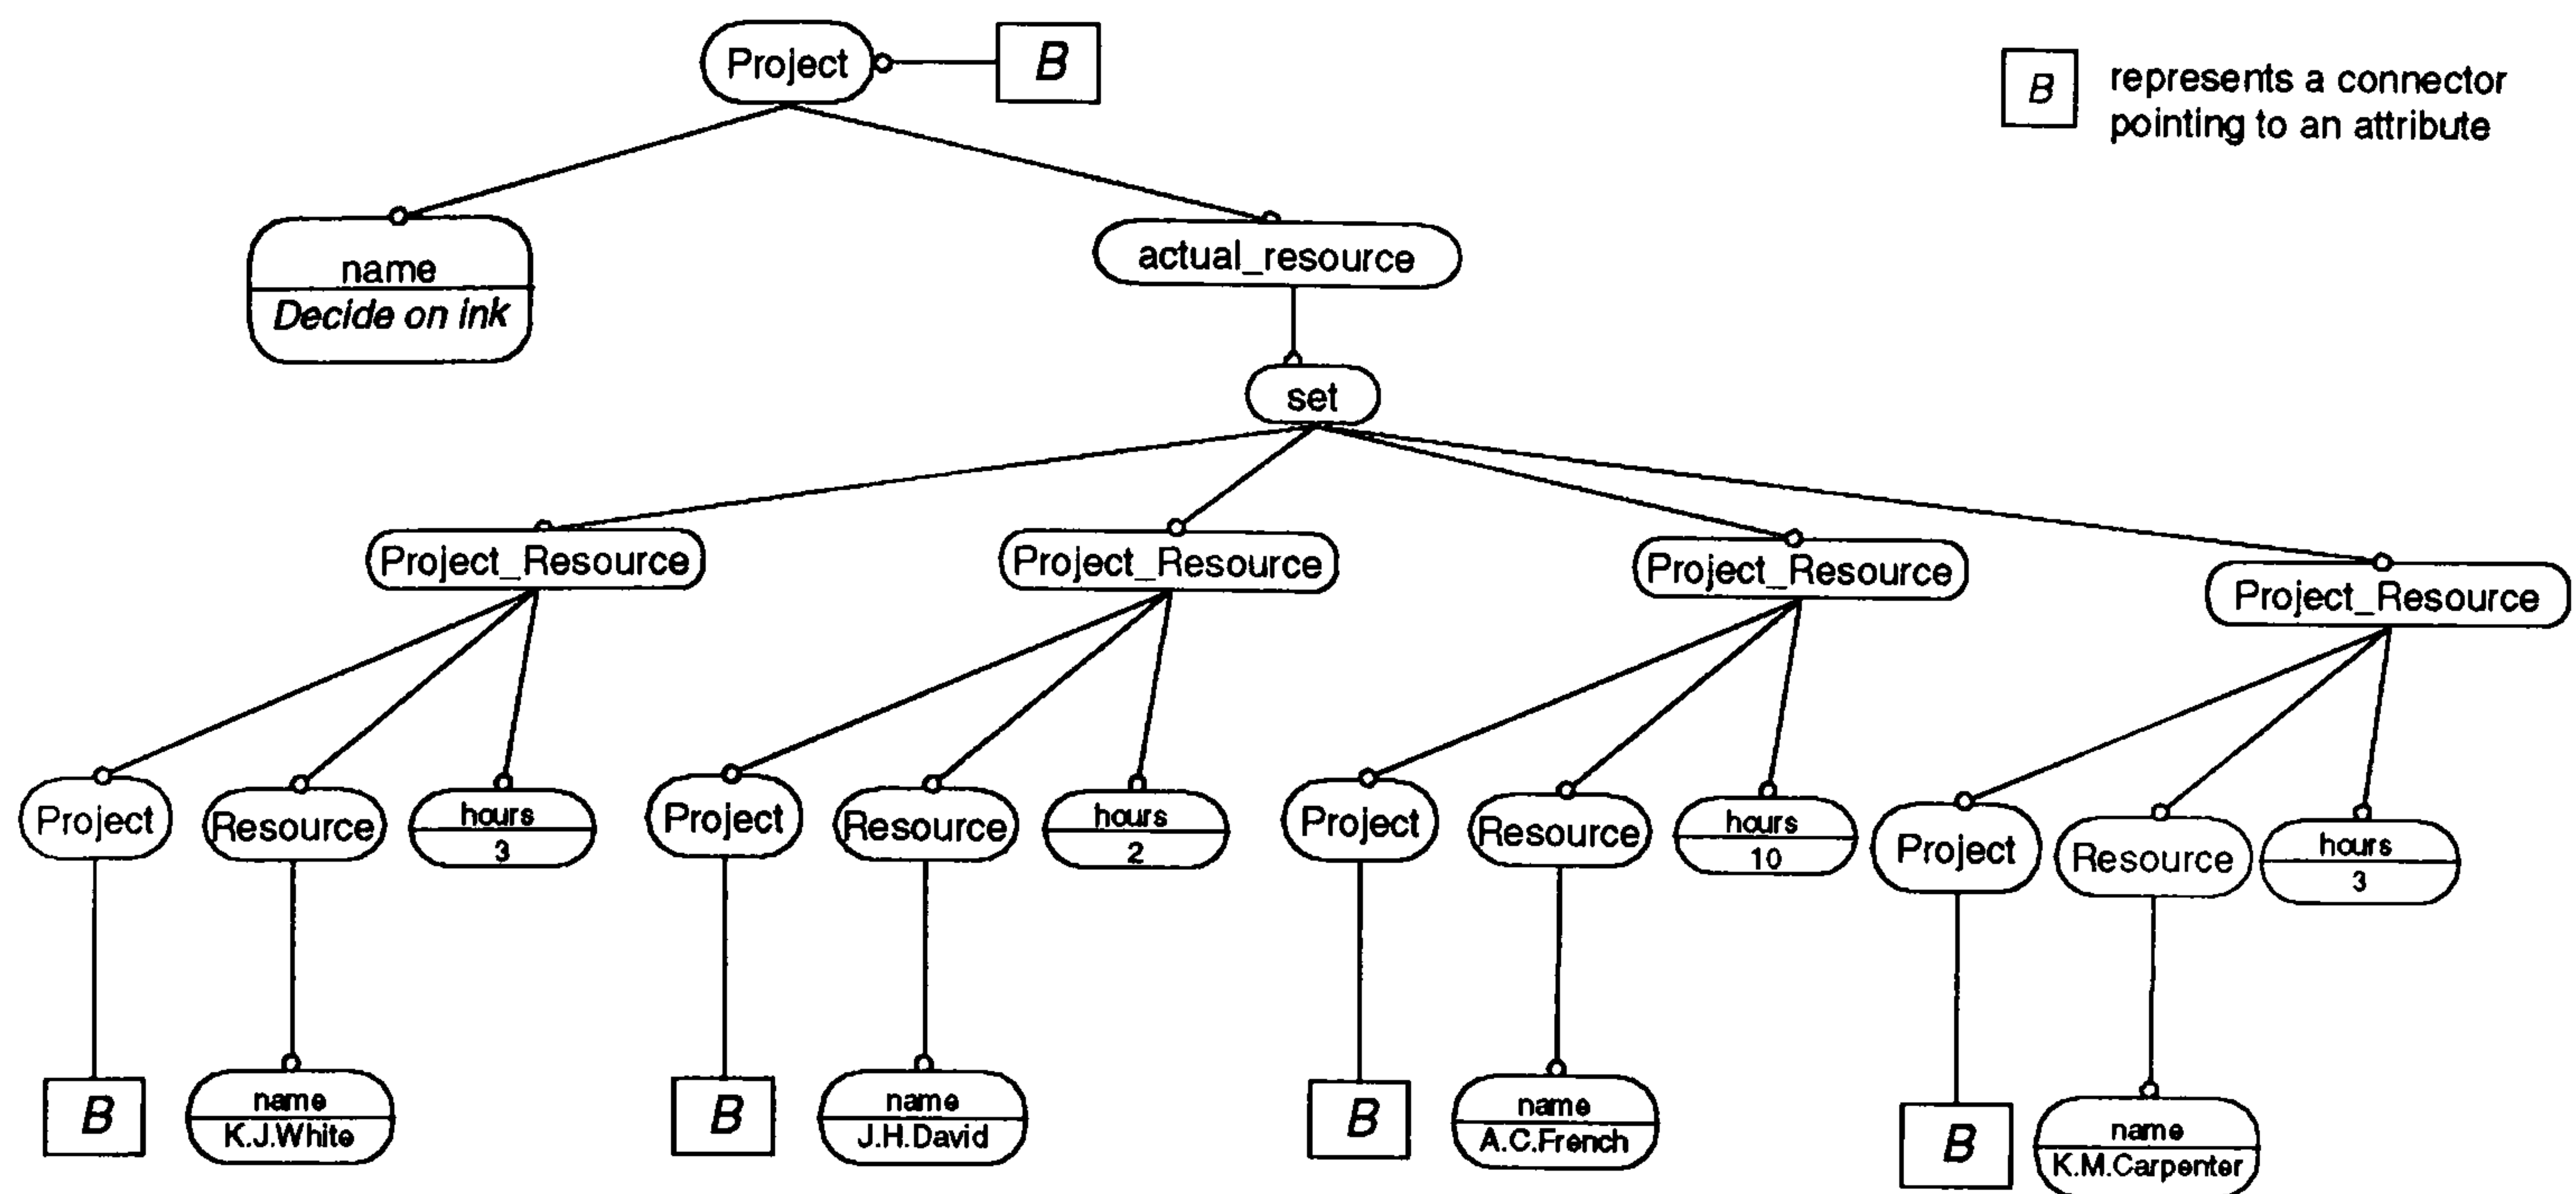 Project
B
B
represents a connector
pointing to an attribute
name
Decide on ink
actual_resource
set
Project_Resource
Project_Resource
Project_Resource
Project_Resource
Project
Resource
hours
3
Project
Resource
hours
2
Project
Resource
hours
10
Project
Resource
hours
3
B
name
K.J.White
B
name
J.H.David
B
name
A.C.French
B
name
K.M.Carpenter